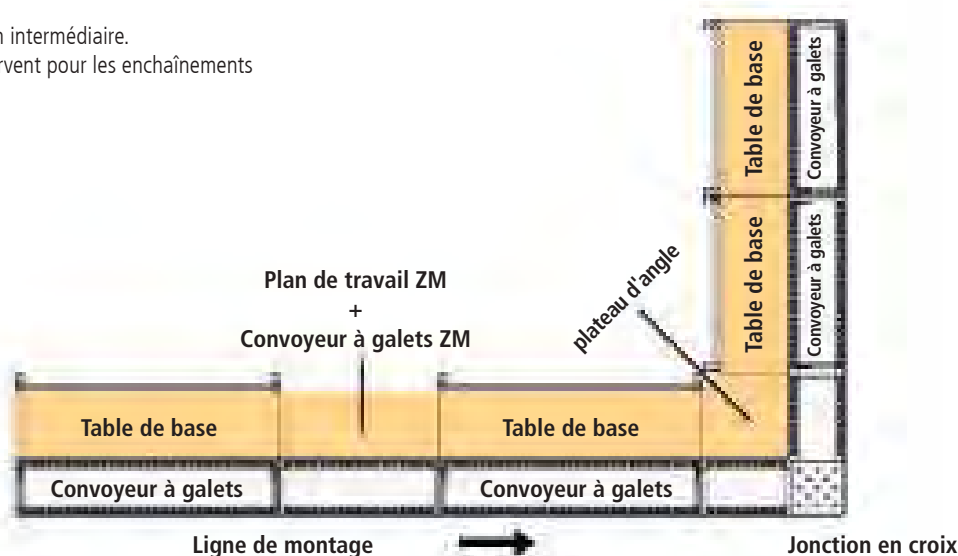 n intermédiaire.
rvent pour les enchaînements
Table de base
Convoyeur à galets
Table de base
Convoyeur à galets
plateau d'angle
Plan de travail ZM
+
Convoyeur à galets ZM
Table de base
Table de base
Convoyeur à galets
Convoyeur à galets
Ligne de montage
Jonction en croix